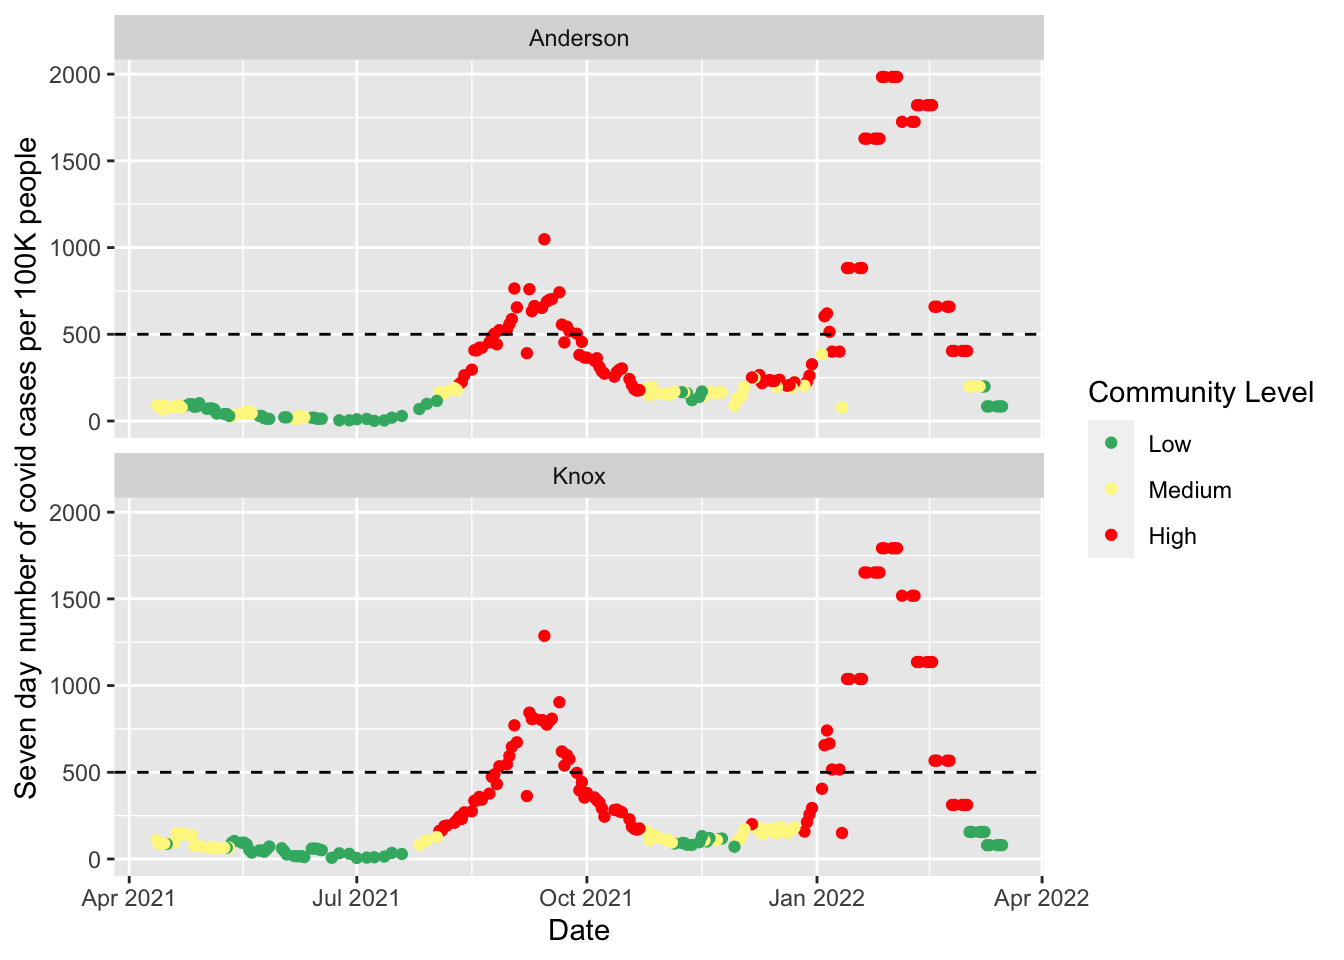 Anderson
2000
1500
1000
500
0
Knox
2000
1500
1000
500
0
Apr 2021 Jul 2021 Oct 2021 Jan 2022 Apr 2022
Date
Seven day number of covid cases per 100K people
Community Level
Low
Medium
High